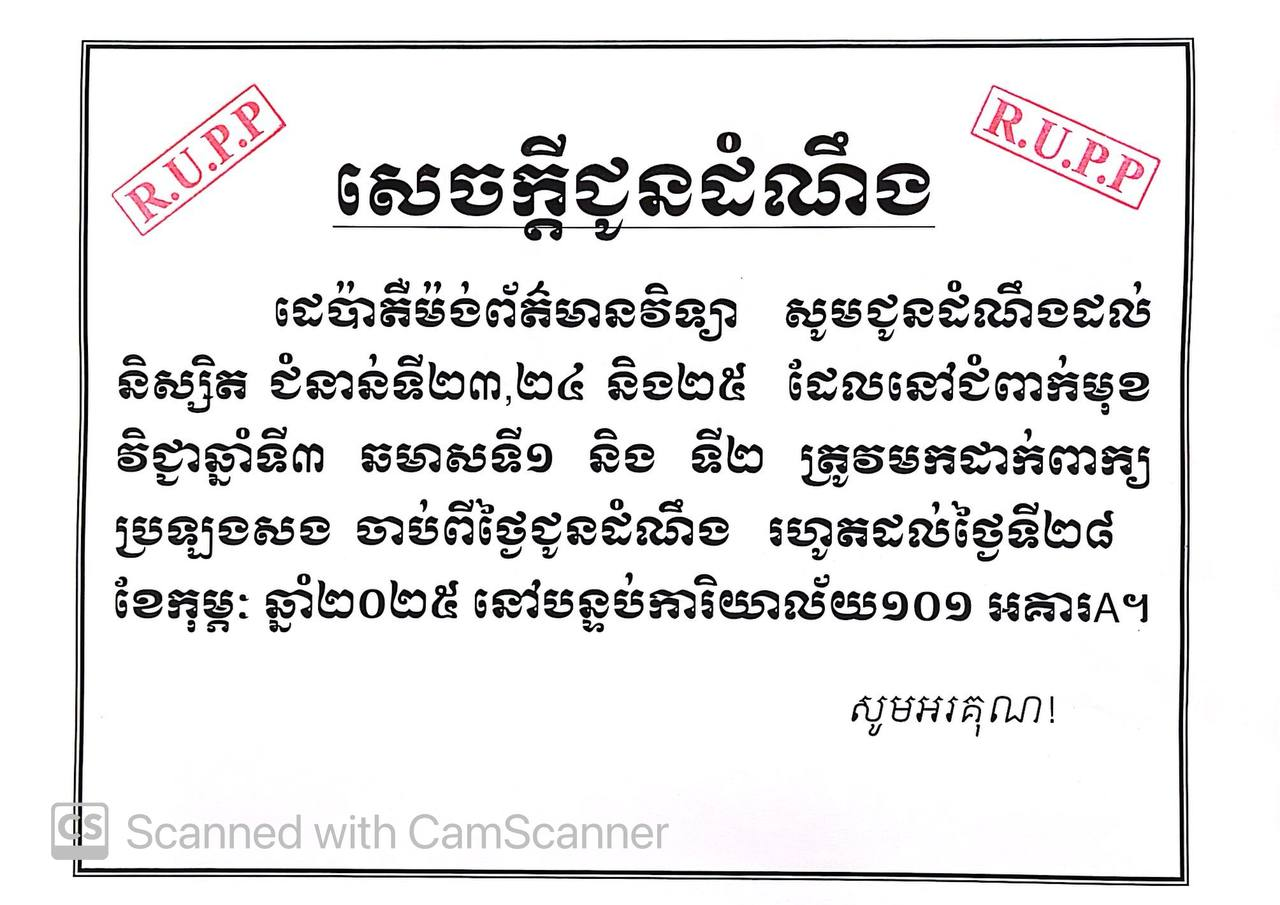 R.U.P.P
R.U.P.P
សេចក្តីជូនដំណឹង
ដេប៉ាតឺម៉ង់ព័ត៌មានវិទ្យា សូមជូនដំណឹងដល់
និស្សិត ជំនាន់ទី២៣,២៤ និង២៥ ដែលនៅជំពាក់មុខ
វិជ្ជាឆ្នាំទី៣ ឆមាសទី១ និង ទី២ ត្រូវមកដាក់ពាក្យ
ប្រឡងសង ចាប់ពីថ្ងៃជូនដំណឹង រហូតដល់ថ្ងៃទី២៨
ខែកុម្ភៈ ឆ្នាំ២០២៥ នៅបន្ទប់ការិយាល័យ១០១ អគារA។
សូមអរគុណ!
CS Scanned with CamScanner